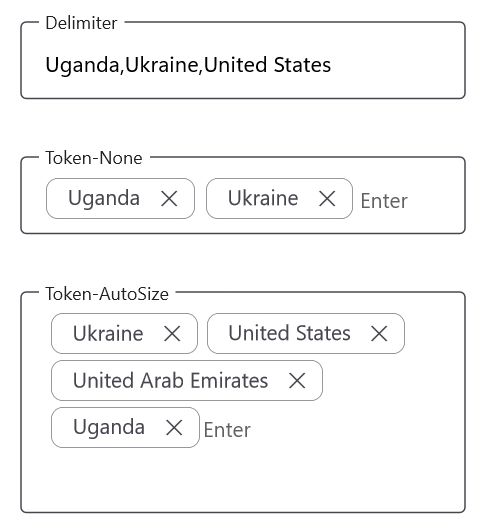 Delimiter
Uganda,Ukraine,United States
Token-None
Uganda Ukraine Enter
Token-AutoSize
Ukraine United States
United Arab Emirates
Uganda Enter